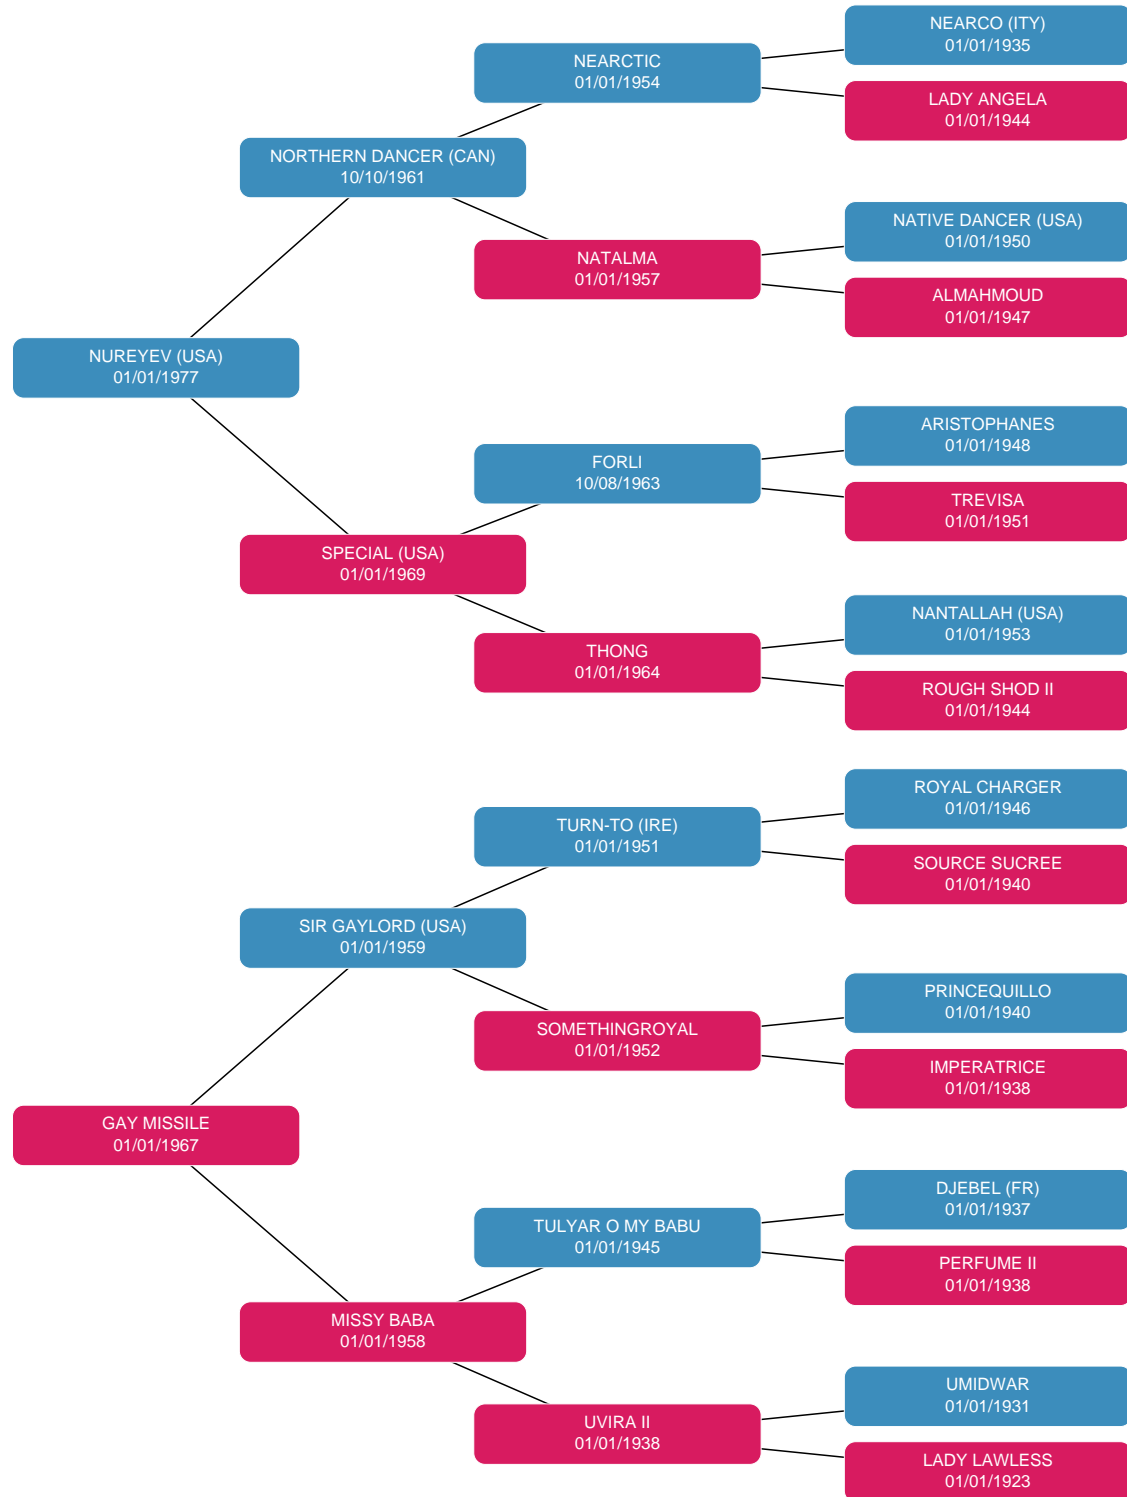 NEARCO (ITY)
01/01/1935
NEARCTIC
01/01/1954
LADY ANGELA
01/01/1944
NORTHERN DANCER (CAN)
10/10/1961
NATIVE DANCER (USA)
01/01/1950
NATALMA
01/01/1957
ALMAHMOUD
01/01/1947
NUREYEV (USA)
01/01/1977
ARISTOPHANES
01/01/1948
FORLI
10/08/1963
TREVISA
01/01/1951
SPECIAL (USA)
01/01/1969
NANTALLAH (USA)
01/01/1953
THONG
01/01/1964
ROUGH SHOD II
01/01/1944
ROYAL CHARGER
01/01/1946
TURN-TO (IRE)
01/01/1951
SOURCE SUCREE
01/01/1940
SIR GAYLORD (USA)
01/01/1959
PRINCEQUILLO
01/01/1940
SOMETHINGROYAL
01/01/1952
IMPERATRICE
01/01/1938
GAY MISSILE
01/01/1967
DJEBEL (FR)
01/01/1937
TULYAR O MY BABU
01/01/1945
PERFUME II
01/01/1938
MISSY BABA
01/01/1958
UMIDWAR
01/01/1931
UVIRA II
01/01/1938
LADY LAWLESS
01/01/1923